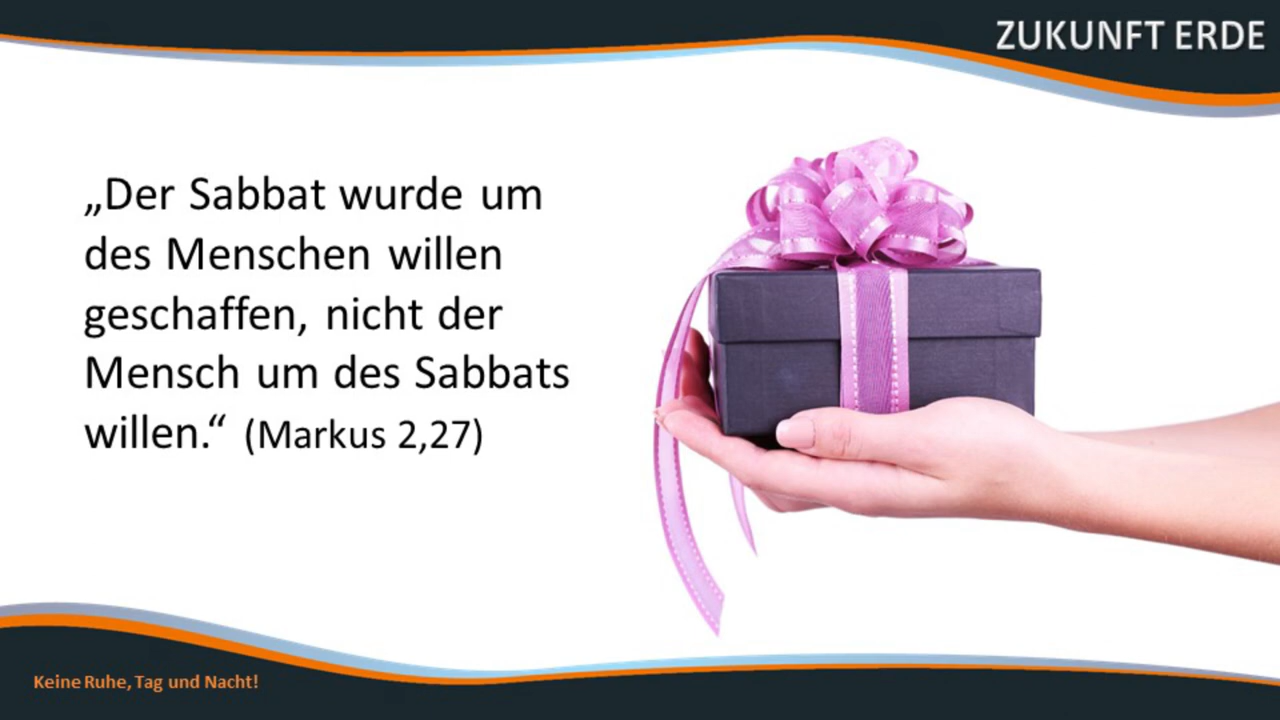 ZUKUNFT ERDE
„Der Sabbat wurde um
des Menschen willen
geschaffen, nicht der
Mensch um des Sabbats
willen.“ (Markus 2,27)
Keine Ruhe, Tag und Nacht!